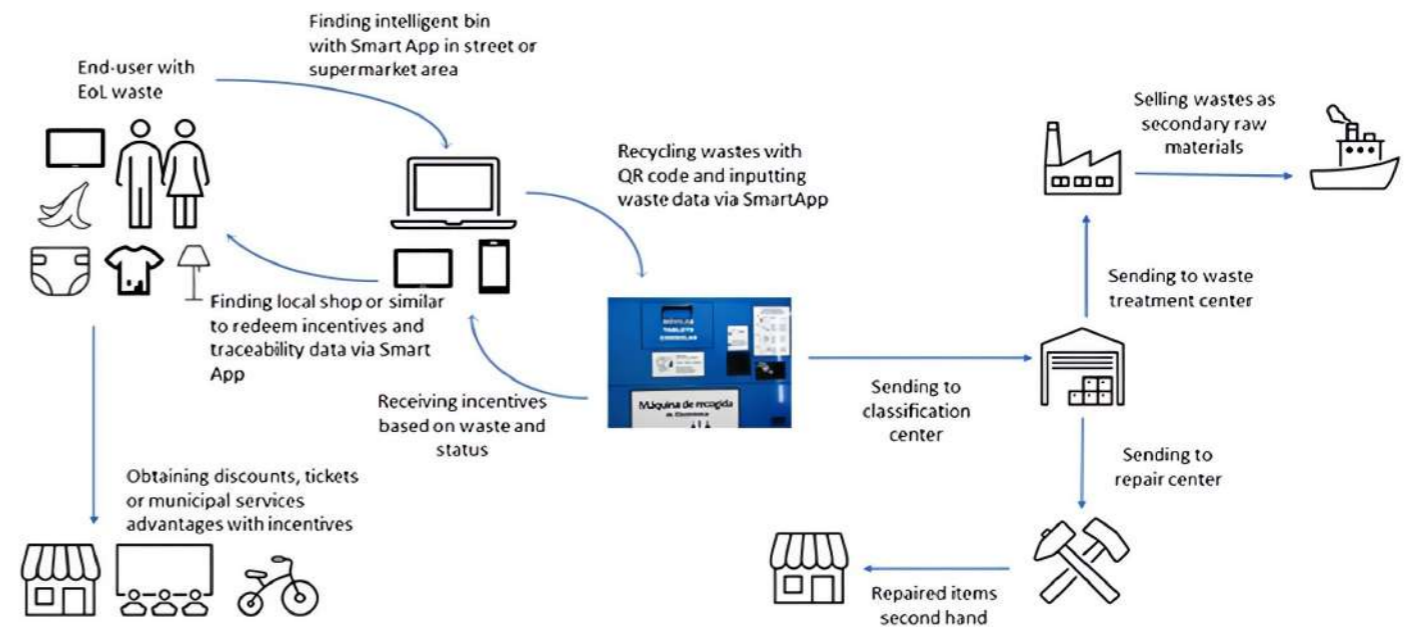 Finding intelligent bin
with Smart App in street or
supermarket area
End-user with
EoL waste
Recycling wastes with
QR code and inputting
waste data via SmartApp
Selling wastes as
secondary raw
materials
Finding local shop or similar
to redeem incentives and
traceability data via Smart
App
Receiving incentives
based on waste and
status
MÓVILES
TABLETS
CONSOLAS
Máquina de recogida
Sending to
classification
center
Sending to waste
treatment center
Sending to
repair center
Obtaining discounts, tickets
or municipal services
advantages with incentives
Repaired items
second hand